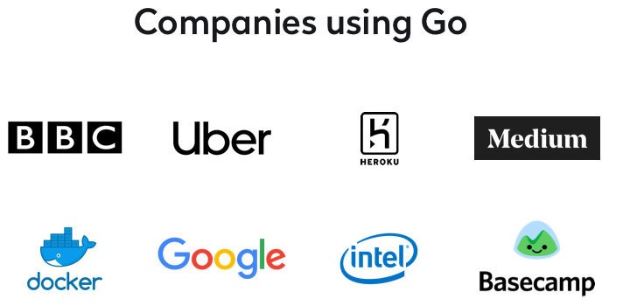 Companies using Go
BBC Uber HEROKU Medium
docker Google intel Basecamp